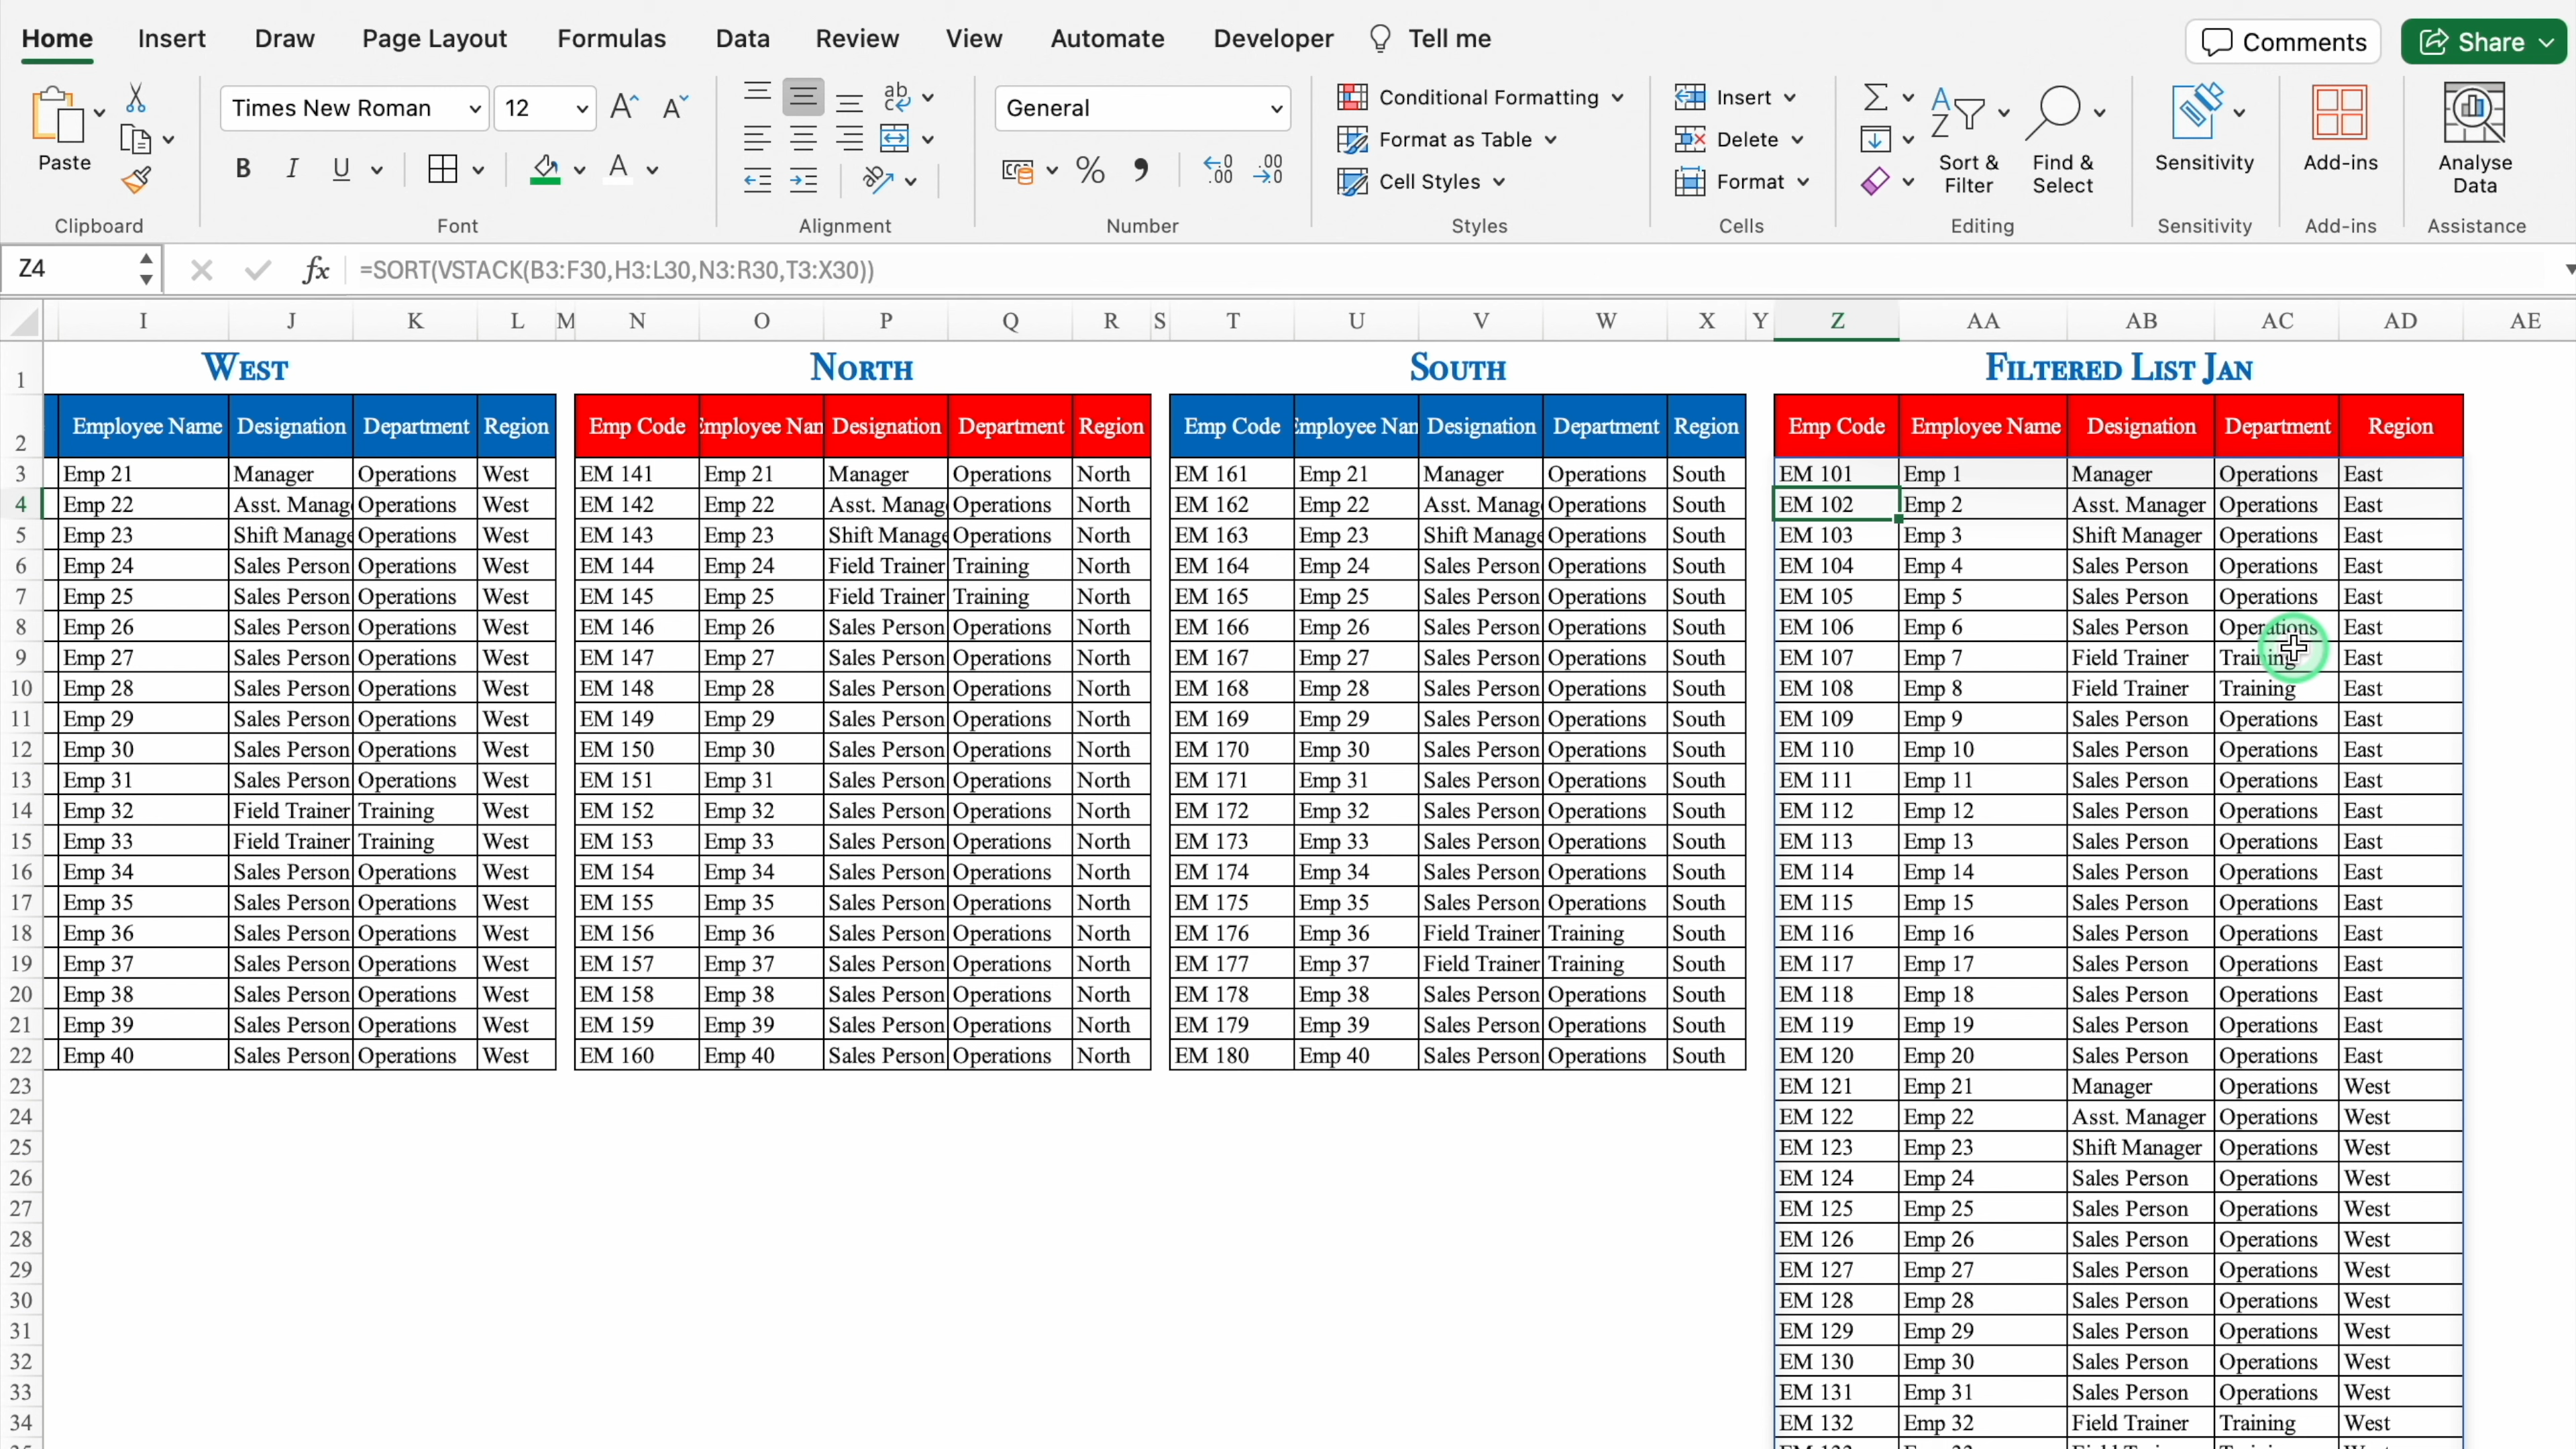 Home Insert Draw Page Layout Formulas Data Review View Automate Developer Tell me Comments Share
Paste
Clipboard
Times New Roman 12
B I U A
Font
Alignment
General
Number
Conditional Formatting
Format as Table
Cell Styles
Styles
Insert
Delete
Format
Cells
Sort & Filter
Find & Select
Editing
Sensitivity
Sensitivity
Add-ins
Add-ins
Analyse Data
Assistance
Z4 fx =SORT(VSTACK(B3:F30,H3:L30,N3:R30,T3:X30))
I J K L M N O P Q R S T U V W X Y Z AA AB AC AD AE
1 West North South Filtered List Jan
2 Employee Name Designation Department Region Emp Code Designation Department Region Emp Code Designation Department Region Emp Code Employee Name Designation Department Region
3 Emp 21 Manager Operations West EM 141 Emp 21 Manager Operations North EM 161 Emp 21 Manager Operations South EM 101 Emp 1 Manager Operations East
4 Emp 22 Asst. Manag Operations West EM 142 Emp 22 Asst. Manag Operations North EM 162 Emp 22 Asst. Manag Operations South EM 102 Emp 2 Asst. Manager Operations East
5 Emp 23 Shift Manage Operations West EM 143 Emp 23 Shift Manage Operations North EM 163 Emp 23 Shift Manage Operations South EM 103 Emp 3 Shift Manager Operations East
6 Emp 24 Sales Person Operations West EM 144 Emp 24 Field Trainer Training North EM 164 Emp 24 Sales Person Operations South EM 104 Emp 4 Sales Person Operations East
7 Emp 25 Sales Person Operations West EM 145 Emp 25 Field Trainer Training North EM 165 Emp 25 Sales Person Operations South EM 105 Emp 5 Sales Person Operations East
8 Emp 26 Sales Person Operations West EM 146 Emp 26 Sales Person Operations North EM 166 Emp 26 Sales Person Operations South EM 106 Emp 6 Sales Person Operations East
9 Emp 27 Sales Person Operations West EM 147 Emp 27 Sales Person Operations North EM 167 Emp 27 Sales Person Operations South EM 107 Emp 7 Field Trainer Training East
10 Emp 28 Sales Person Operations West EM 148 Emp 28 Sales Person Operations North EM 168 Emp 28 Sales Person Operations South EM 108 Emp 8 Field Trainer Training East
11 Emp 29 Sales Person Operations West EM 149 Emp 29 Sales Person Operations North EM 169 Emp 29 Sales Person Operations South EM 109 Emp 9 Sales Person Operations East
12 Emp 30 Sales Person Operations West EM 150 Emp 30 Sales Person Operations North EM 170 Emp 30 Sales Person Operations South EM 110 Emp 10 Sales Person Operations East
13 Emp 31 Sales Person Operations West EM 151 Emp 31 Sales Person Operations North EM 171 Emp 31 Sales Person Operations South EM 111 Emp 11 Sales Person Operations East
14 Emp 32 Field Trainer Training West EM 152 Emp 32 Sales Person Operations North EM 172 Emp 32 Sales Person Operations South EM 112 Emp 12 Sales Person Operations East
15 Emp 33 Field Trainer Training West EM 153 Emp 33 Sales Person Operations North EM 173 Emp 33 Sales Person Operations South EM 113 Emp 13 Sales Person Operations East
16 Emp 34 Sales Person Operations West EM 154 Emp 34 Sales Person Operations North EM 174 Emp 34 Sales Person Operations South EM 114 Emp 14 Sales Person Operations East
17 Emp 35 Sales Person Operations West EM 155 Emp 35 Sales Person Operations North EM 175 Emp 35 Sales Person Operations South EM 115 Emp 15 Sales Person Operations East
18 Emp 36 Sales Person Operations West EM 156 Emp 36 Sales Person Operations North EM 176 Emp 36 Field Trainer Training South EM 116 Emp 16 Sales Person Operations East
19 Emp 37 Sales Person Operations West EM 157 Emp 37 Sales Person Operations North EM 177 Emp 37 Field Trainer Training South EM 117 Emp 17 Sales Person Operations East
20 Emp 38 Sales Person Operations West EM 158 Emp 38 Sales Person Operations North EM 178 Emp 38 Sales Person Operations South EM 118 Emp 18 Sales Person Operations East
21 Emp 39 Sales Person Operations West EM 159 Emp 39 Sales Person Operations North EM 179 Emp 39 Sales Person Operations South EM 119 Emp 19 Sales Person Operations East
22 Emp 40 Sales Person Operations West EM 160 Emp 40 Sales Person Operations North EM 180 Emp 40 Sales Person Operations South EM 120 Emp 20 Sales Person Operations East
23 EM 121 Emp 21 Manager Operations West
24 EM 122 Emp 22 Asst. Manager Operations West
25 EM 123 Emp 23 Shift Manager Operations West
26 EM 124 Emp 24 Sales Person Operations West
27 EM 125 Emp 25 Sales Person Operations West
28 EM 126 Emp 26 Sales Person Operations West
29 EM 127 Emp 27 Sales Person Operations West
30 EM 128 Emp 28 Sales Person Operations West
31 EM 129 Emp 29 Sales Person Operations West
32 EM 130 Emp 30 Sales Person Operations West
33 EM 131 Emp 31 Sales Person Operations West
34 EM 132 Emp 32 Field Trainer Training West